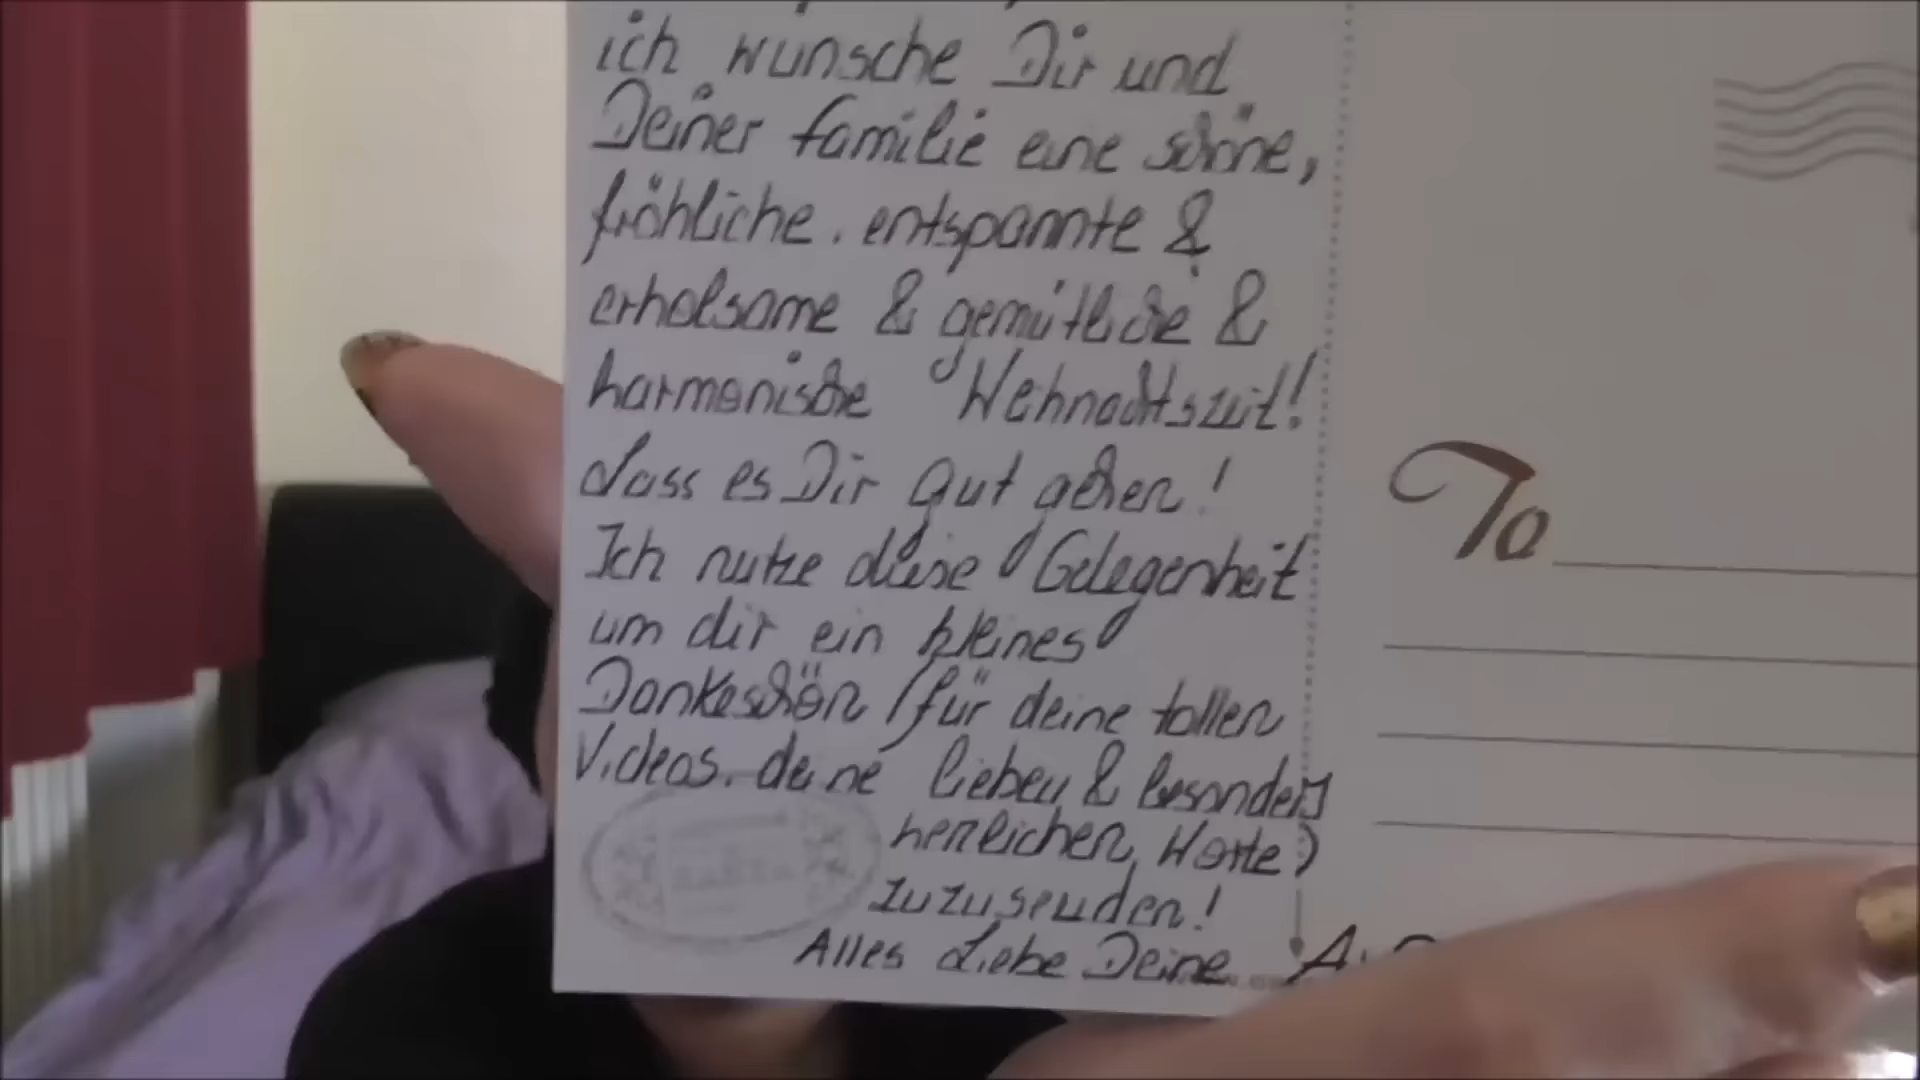 ich wünsche Dir und
Deiner Familie eine schöne,
fröhliche, entspannte &
erholsame & gemütliche &
harmonische Weihnachtszeit!
Lass es Dir gut gehen!
Ich nutze diese Gelegenheit
um dir ein kleines
Dankeschön (für deine tollen
Videos, deine lieben & besonders
herzlichen Worte)
zuzusenden!
Alles Liebe Deine
To